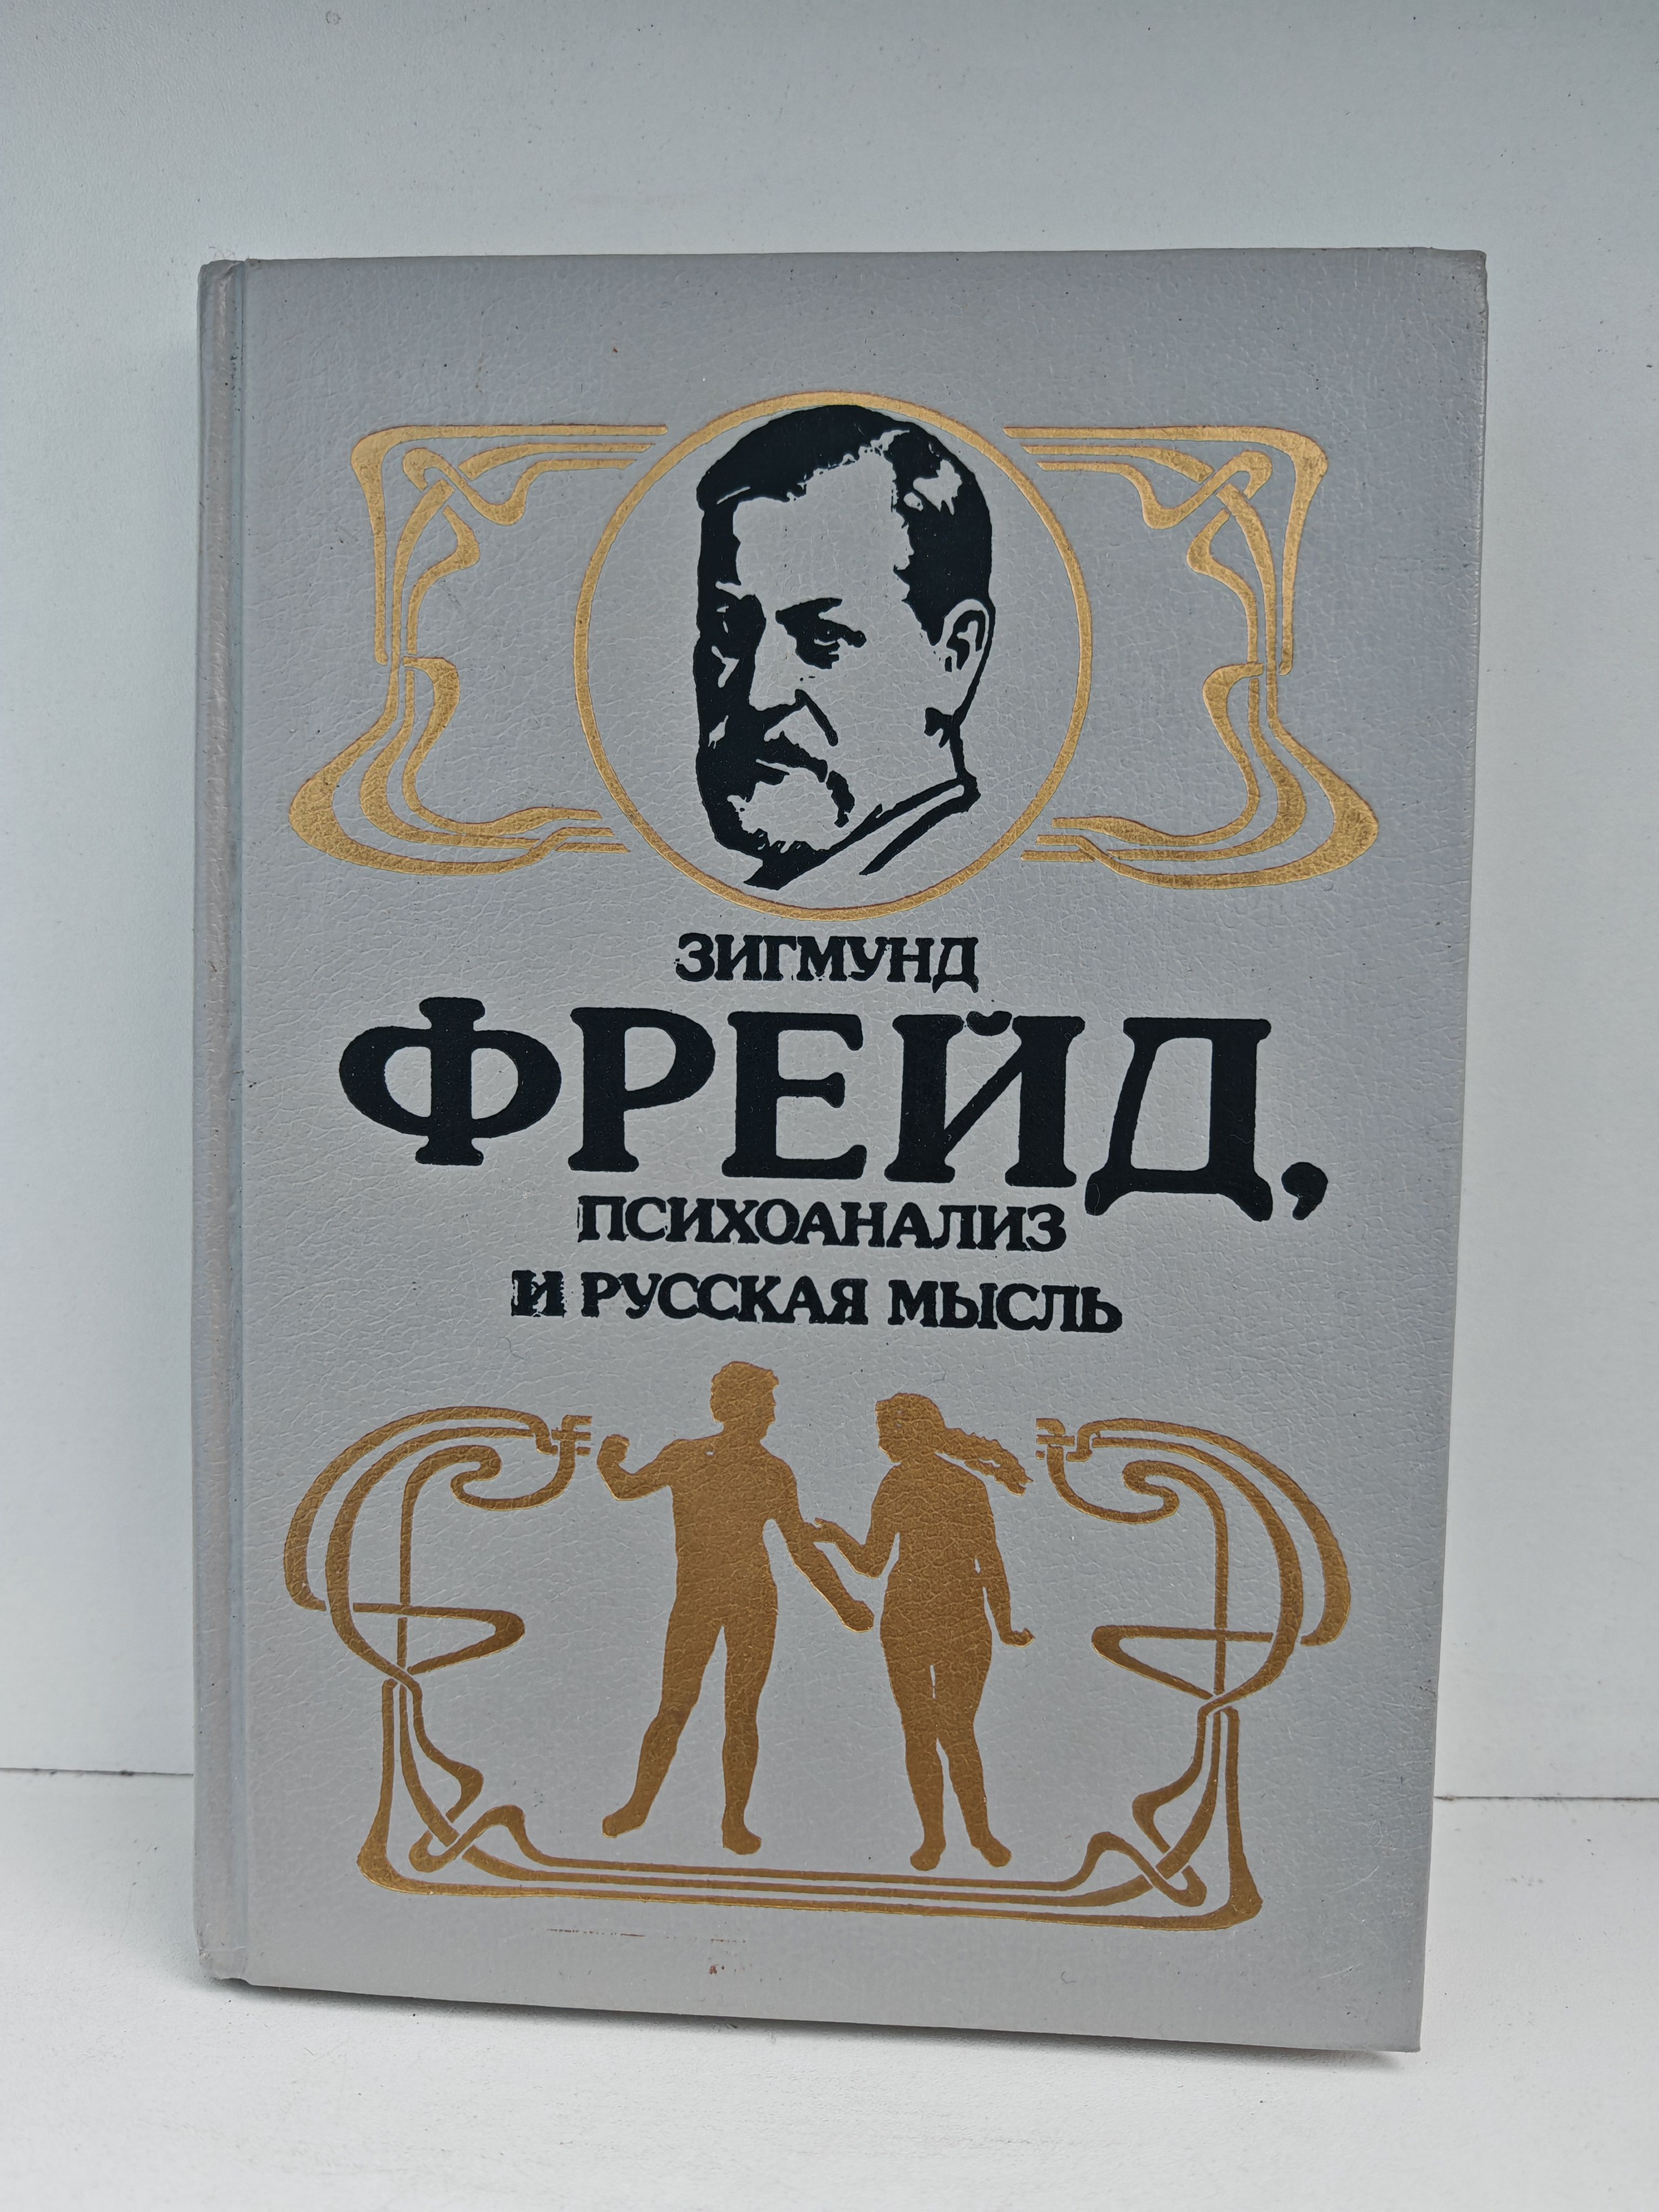 ЗИГМУНД
ФРЕЙД,
ПСИХОАНАЛИЗ
И РУССКАЯ МЫСЛЬ